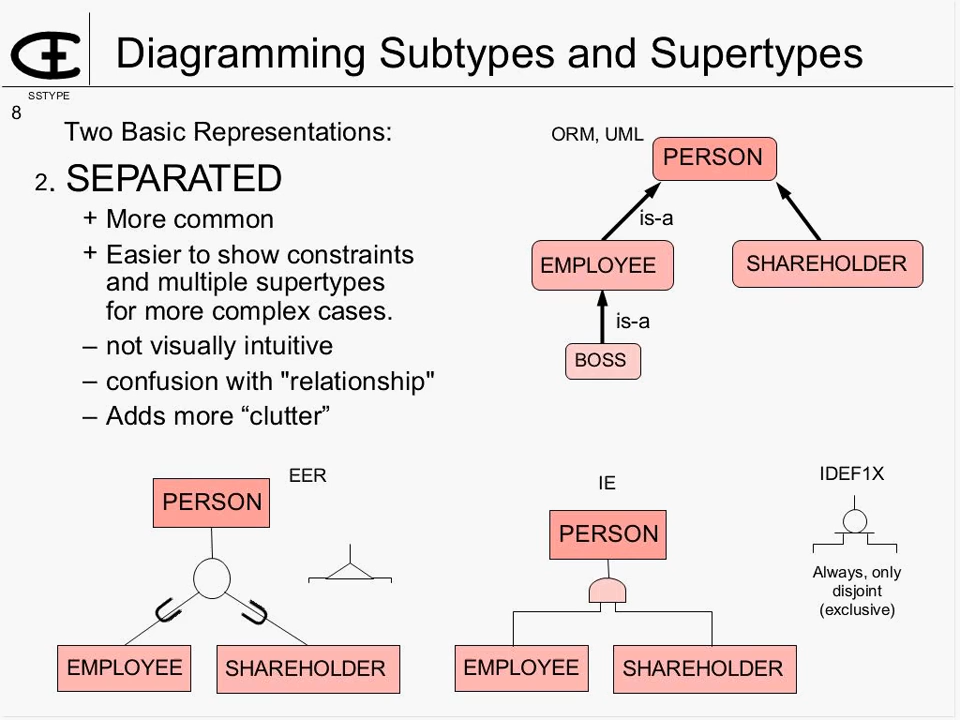 Diagramming Subtypes and Supertypes
SSTYPE
8
Two Basic Representations:
2. SEPARATED
+ More common
+ Easier to show constraints
and multiple supertypes
for more complex cases.
– not visually intuitive
– confusion with "relationship"
– Adds more “clutter”
ORM, UML
PERSON
is-a
EMPLOYEE
SHAREHOLDER
is-a
BOSS
EER
PERSON
EMPLOYEE
SHAREHOLDER
IE
PERSON
EMPLOYEE
SHAREHOLDER
IDEF1X
Always, only
disjoint
(exclusive)